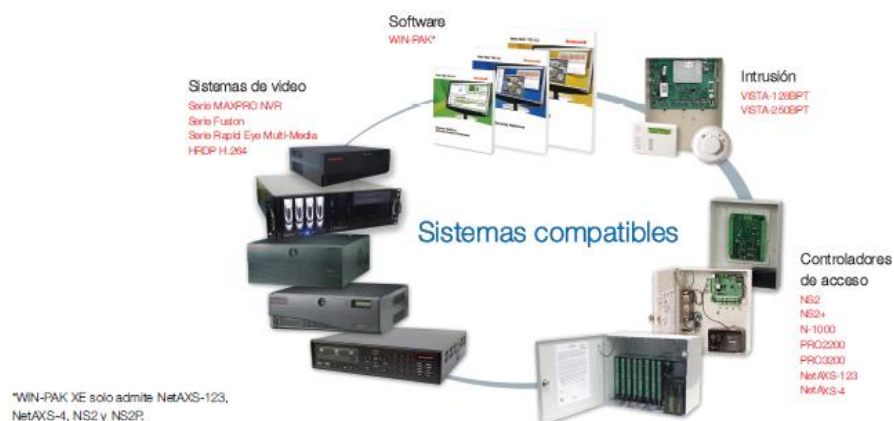 Software
WIN-PAK*
Sistemas de video
Serie MAXPRO NVR
Serie Fusion
Serie Rapid Eye Multi-Media
HRDP H.264
Intrusión
VISTA-128BPT
VISTA-250BPT
Sistemas compatibles
Controladores
de acceso
NS2
NS2+
N-1000
PRO2200
PRO3200
NetAXS-123
NetAXS-4
*WIN-PAK XE solo admite NetAXS-123,
NetAXS-4, NS2 y NS2P.